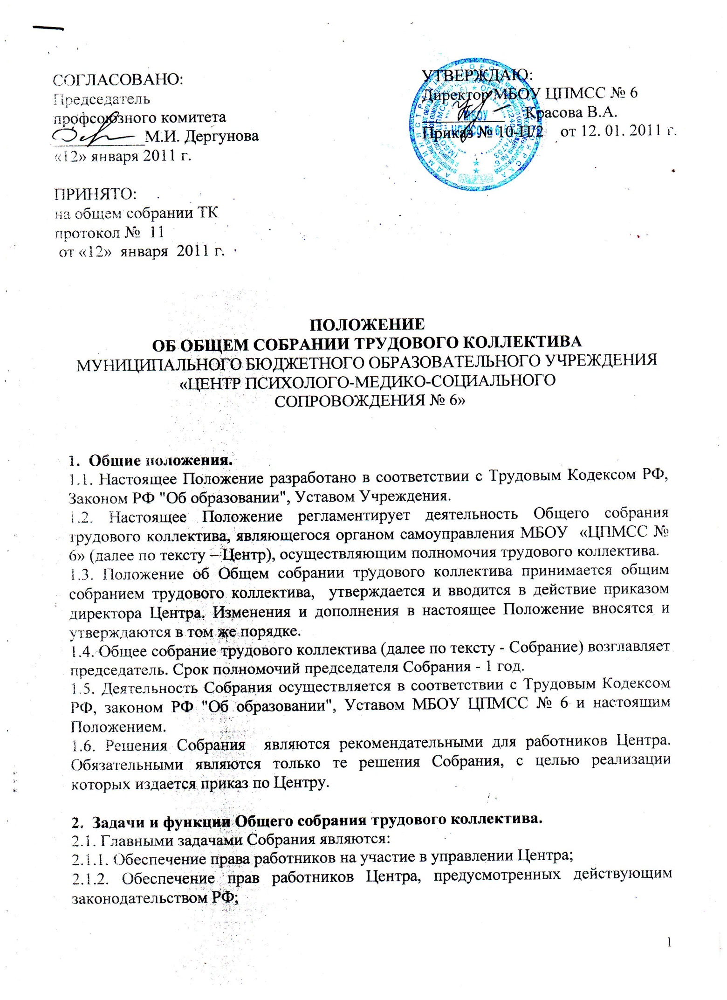 СОГЛАСОВАНО:
Председатель
профсоюзного комитета
____________М.И. Дергунова
«12» января 2011 г.
УТВЕРЖДАЮ:
Директор МБОУ ЦПМСС № 6
___________ Красова В.А.
Приказ № 10-П/2 от 12. 01. 2011 г.
МБОУ
ЦПМСС № 6
ПРИНЯТО:
на общем собрании ТК
протокол № 11
от «12» января 2011 г.
ПОЛОЖЕНИЕ
ОБ ОБЩЕМ СОБРАНИИ ТРУДОВОГО КОЛЛЕКТИВА
МУНИЦИПАЛЬНОГО БЮДЖЕТНОГО ОБРАЗОВАТЕЛЬНОГО УЧРЕЖДЕНИЯ
«ЦЕНТР ПСИХОЛОГО-МЕДИКО-СОЦИАЛЬНОГО
СОПРОВОЖДЕНИЯ № 6»
1. Общие положения.
1.1. Настоящее Положение разработано в соответствии с Трудовым Кодексом РФ,
Законом РФ "Об образовании", Уставом Учреждения.
1.2. Настоящее Положение регламентирует деятельность Общего собрания
трудового коллектива, являющегося органом самоуправления МБОУ «ЦПМСС №
6» (далее по тексту – Центр), осуществляющим полномочия трудового коллектива.
1.3. Положение об Общем собрании трудового коллектива принимается общим
собранием трудового коллектива, утверждается и вводится в действие приказом
директора Центра. Изменения и дополнения в настоящее Положение вносятся и
утверждаются в том же порядке.
1.4. Общее собрание трудового коллектива (далее по тексту - Собрание) возглавляет
председатель. Срок полномочий председателя Собрания - 1 год.
1.5. Деятельность Собрания осуществляется в соответствии с Трудовым Кодексом
РФ, законом РФ "Об образовании", Уставом МБОУ ЦПМСС № 6 и настоящим
Положением.
1.6. Решения Собрания являются рекомендательными для работников Центра.
Обязательными являются только те решения Собрания, с целью реализации
которых издается приказ по Центру.
2. Задачи и функции Общего собрания трудового коллектива.
2.1. Главными задачами Собрания являются:
2.1.1. Обеспечение права работников на участие в управлении Центра;
2.1.2. Обеспечение прав работников Центра, предусмотренных действующим
законодательством РФ;
1